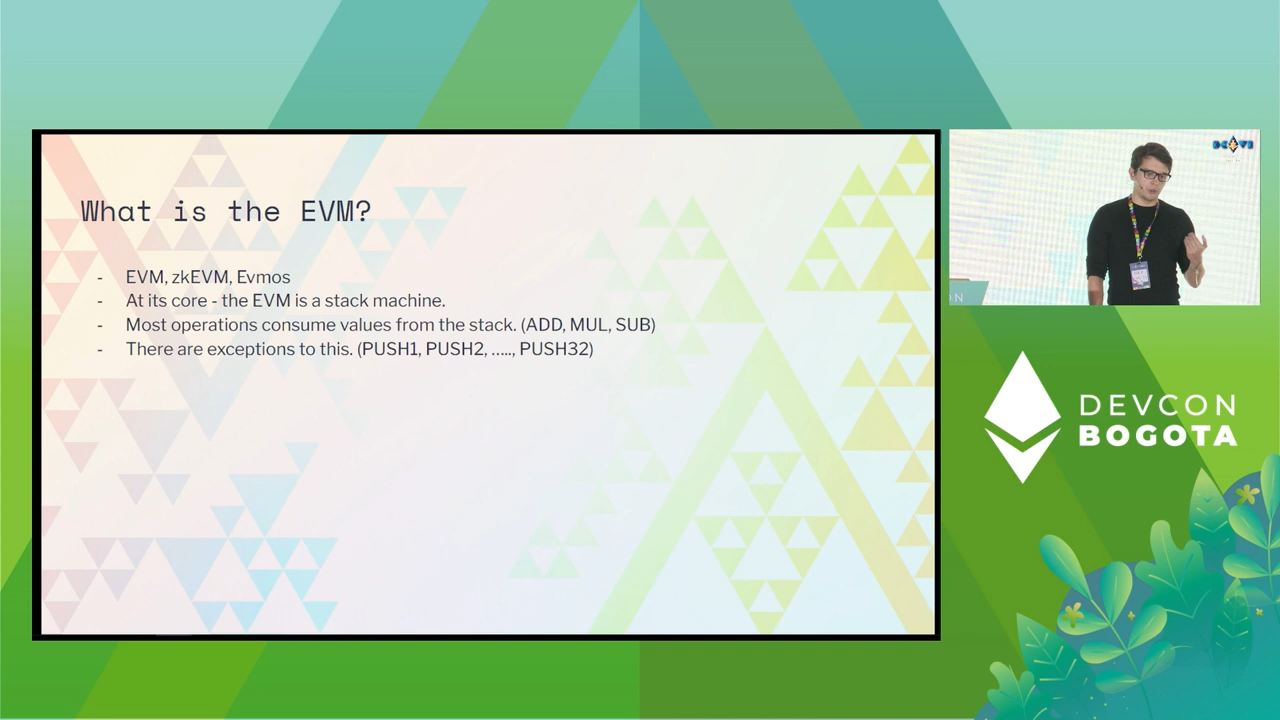 What is the EVM?
- EVM, zkEVM, Evmos
- At its core - the EVM is a stack machine.
- Most operations consume values from the stack. (ADD, MUL, SUB)
- There are exceptions to this. (PUSH1, PUSH2, ....., PUSH32)
DEVCON
BOGOTA